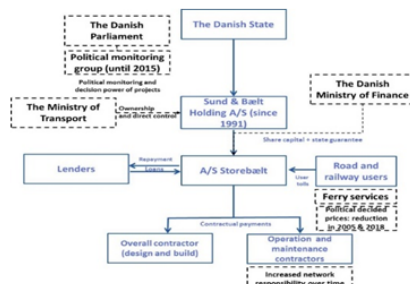 The Danish
Parliament
Political monitoring
group (until 2015)
Political monitoring and
decision power of projects
The Danish State
The Danish
Ministry of Finance
The Ministry of
Transport
Ownership
and direct control
Sund & Bælt
Holding A/S (since
1991)
Share capital + state guarantee
Lenders
Repayment
Loans
A/S Storebælt
User
tolls
Road and
railway users
Ferry services
Political decided
prices: reduction
in 2005 & 2018
Contractual payments
Overall contractor
(design and build)
Operation and
maintenance
contractors
Increased network
responsibility over time